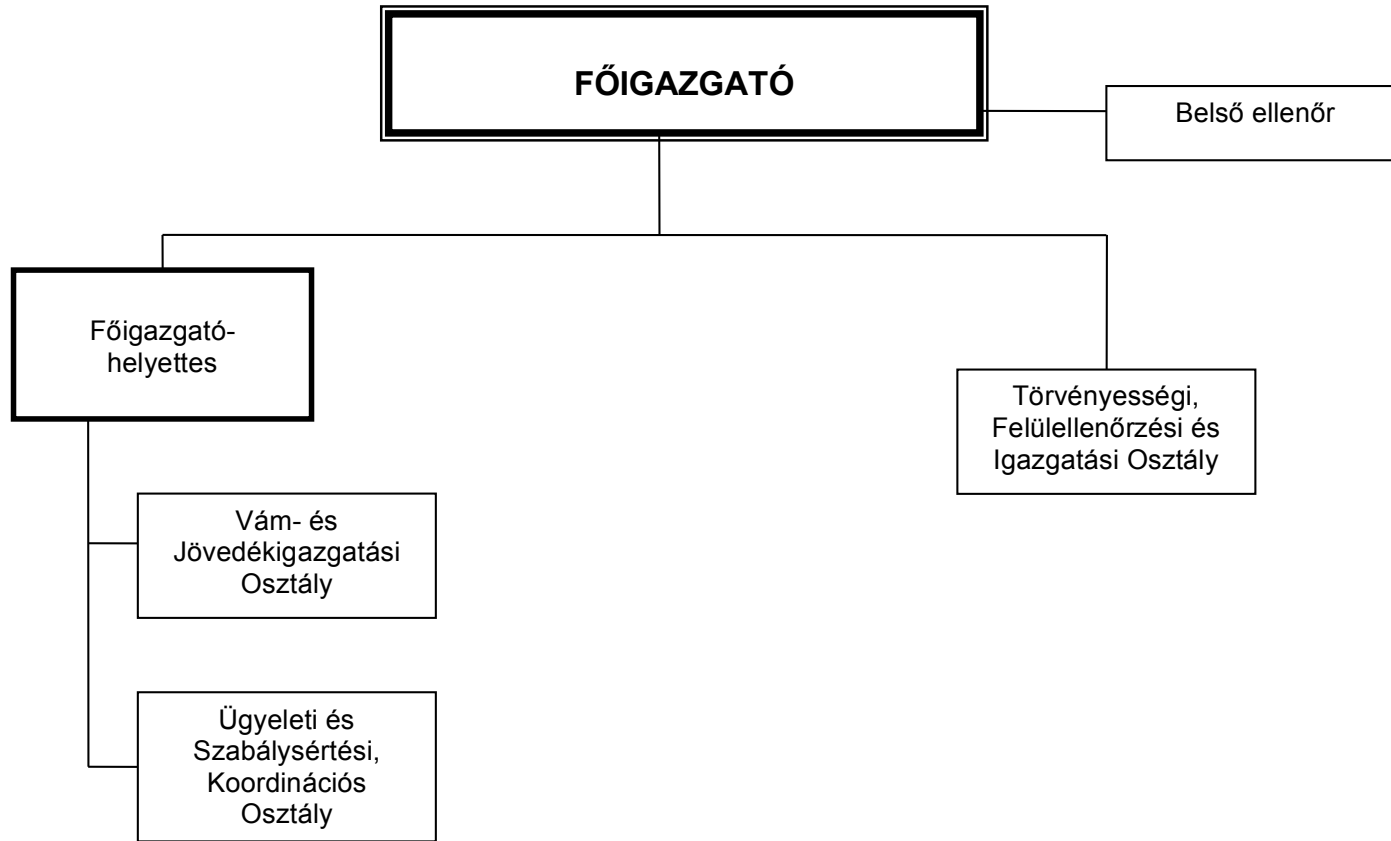 FŐIGAZGATÓ
Belső ellenőr
Főigazgató-
helyettes
Törvényességi,
Felülellenőrzési és
Igazgatási Osztály
Vám- és
Jövedékigazgatási
Osztály
Ügyeleti és
Szabálysértési,
Koordinációs
Osztály